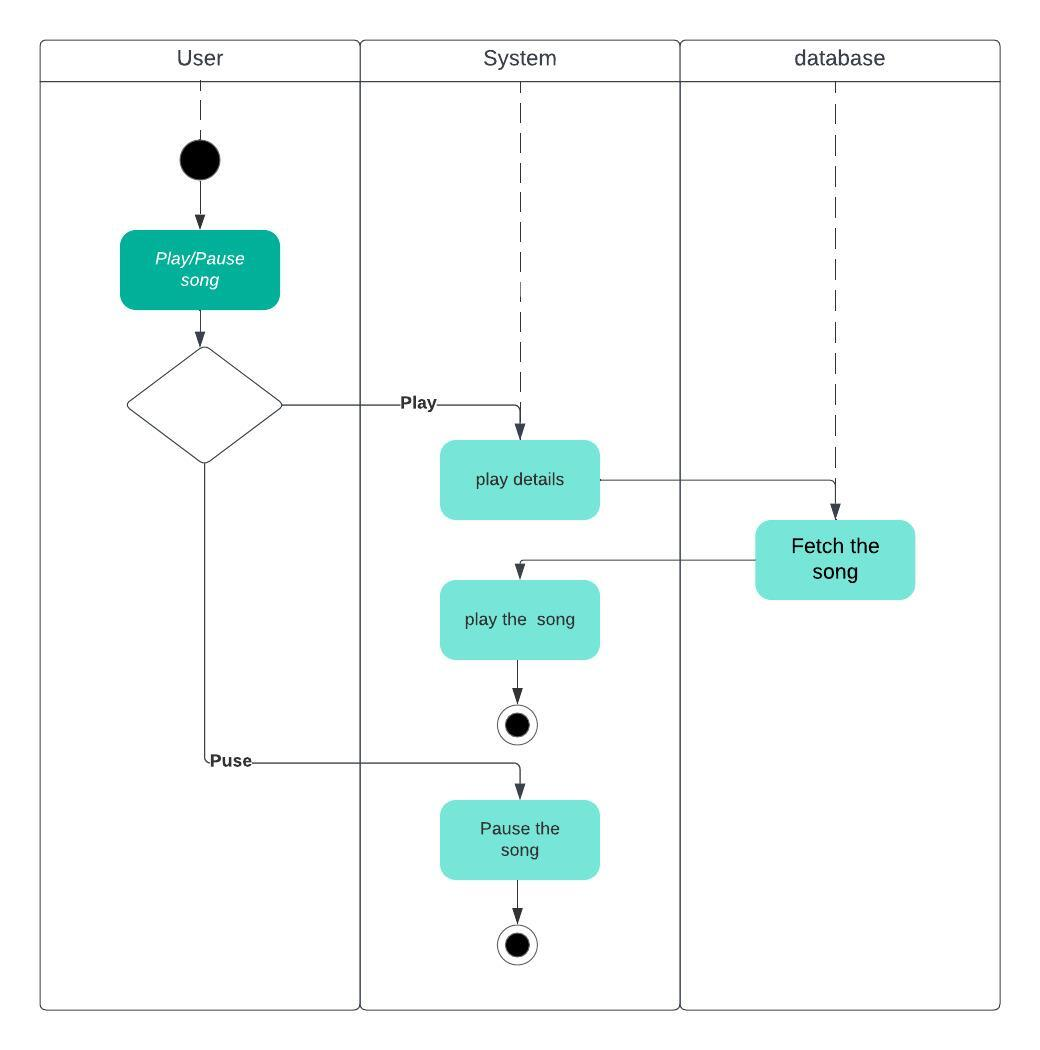 User
System
database
Play/Pause
song
Play
play details
Fetch the
song
play the  song
Puse
Pause the
song